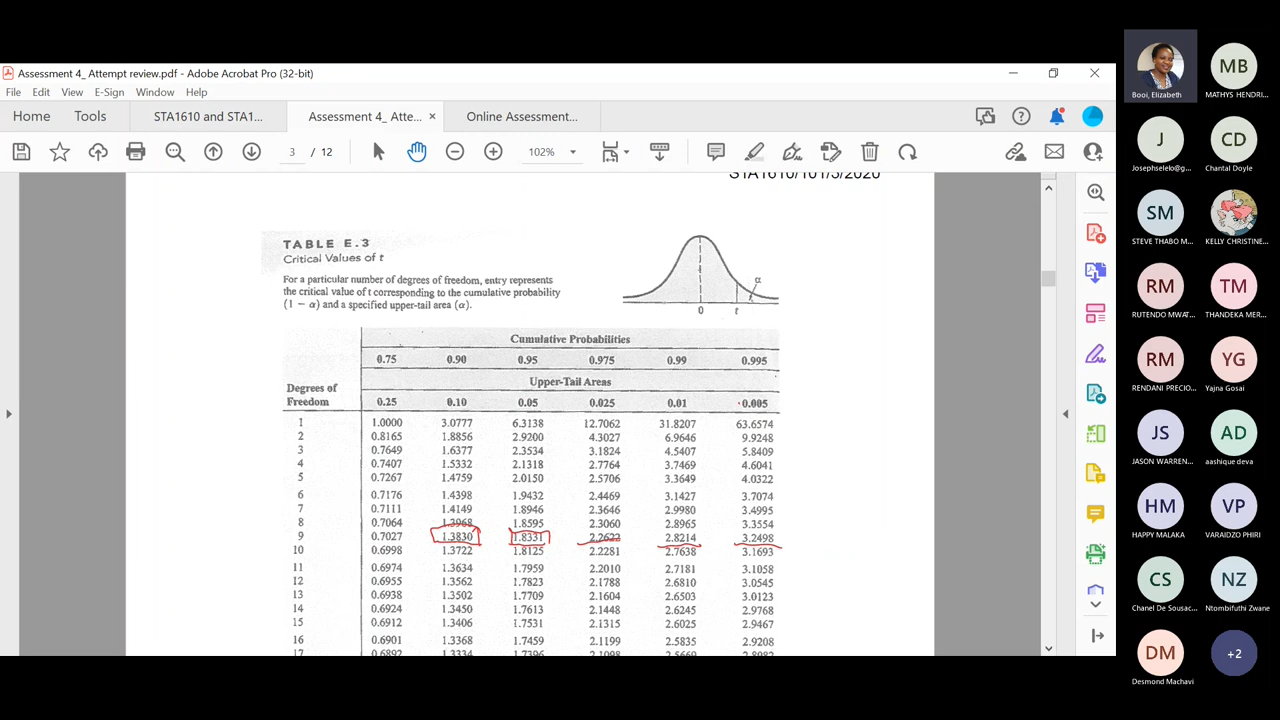 Assessment 4_ Attempt review.pdf - Adobe Acrobat Pro (32-bit)
File Edit View E-Sign Window Help
Home Tools STA1610 and STA1... Assessment 4_ Atte... × Online Assessment...
3 / 12 102%
STA1610/101/3/2020
TABLE E.3
Critical Values of t
For a particular number of degrees of freedom, entry represents
the critical value of t corresponding to the cumulative probability
(1 − α) and a specified upper-tail area (α).
α
0 t
Cumulative Probabilities
0.75 0.90 0.95 0.975 0.99 0.995
Upper-Tail Areas
Degrees of
Freedom 0.25 0.10 0.05 0.025 0.01 0.005
1 1.0000 3.0777 6.3138 12.7062 31.8207 63.6574
2 0.8165 1.8856 2.9200 4.3027 6.9646 9.9248
3 0.7649 1.6377 2.3534 3.1824 4.5407 5.8409
4 0.7407 1.5332 2.1318 2.7764 3.7469 4.6041
5 0.7267 1.4759 2.0150 2.5706 3.3649 4.0322
6 0.7176 1.4398 1.9432 2.4469 3.1427 3.7074
7 0.7111 1.4149 1.8946 2.3646 2.9980 3.4995
8 0.7064 1.3968 1.8595 2.3060 2.8965 3.3554
9 0.7027 1.3830 1.8331 2.2622 2.8214 3.2498
10 0.6998 1.3722 1.8125 2.2281 2.7638 3.1693
11 0.6974 1.3634 1.7959 2.2010 2.7181 3.1058
12 0.6955 1.3562 1.7823 2.1788 2.6810 3.0545
13 0.6938 1.3502 1.7709 2.1604 2.6503 3.0123
14 0.6924 1.3450 1.7613 2.1448 2.6245 2.9768
15 0.6912 1.3406 1.7531 2.1315 2.6025 2.9467
16 0.6901 1.3368 1.7459 2.1199 2.5835 2.9208
17 0.6892 1.3334 1.7396 2.1098 2.5669 2.8982
Booi, Elizabeth
MB
MATHYS HENDRI...
J
Josephselelo@g...
CD
Chantal Doyle
SM
STEVE THABO M...
KELLY CHRISTINE...
RM
RUTENDO MWAT...
TM
THANDEKA MER...
RM
RENDANI PRECIO...
YG
Yajna Gosai
JS
JASON WARREN...
AD
aashique deva
HM
HAPPY MALAKA
VP
VARAIDZO PHIRI
CS
Chanel De Sousac...
NZ
Ntombifuthi Zwane
DM
Desmond Machavi
+2